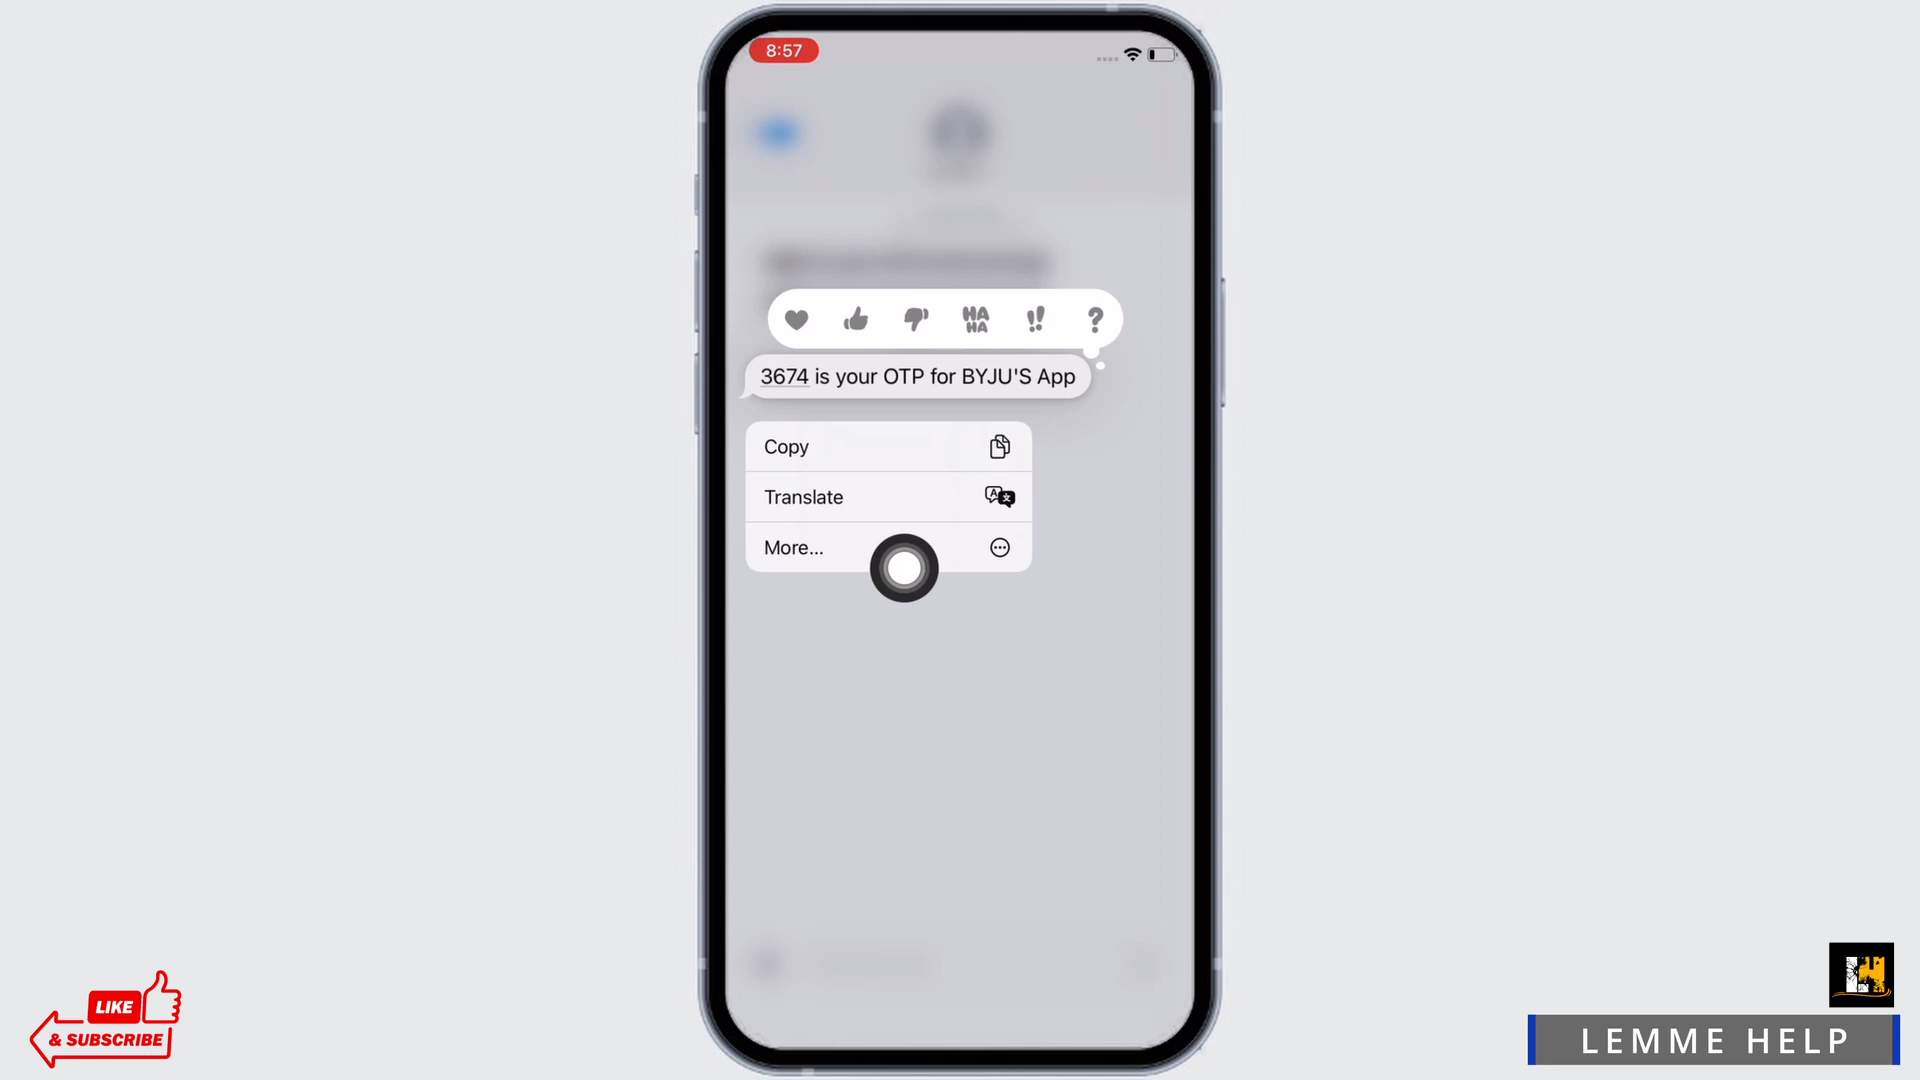 8:57
HA
HA
!!
?
3674 is your OTP for BYJU'S App
Copy
Translate
More...
LIKE
& SUBSCRIBE
LEMME HELP